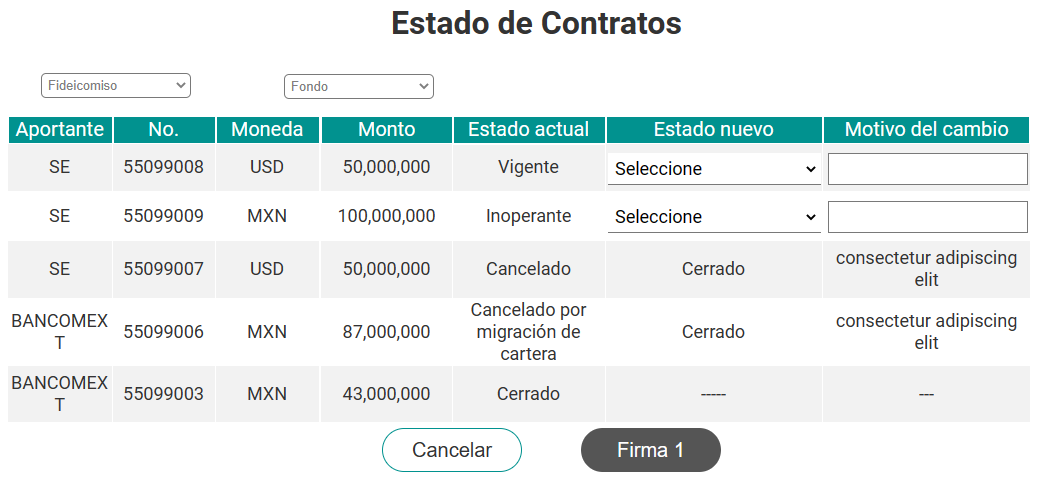 Estado de Contratos
Fideicomiso Fondo
Aportante No. Moneda Monto Estado actual Estado nuevo Motivo del cambio
SE 55099008 USD 50,000,000 Vigente Seleccione
SE 55099009 MXN 100,000,000 Inoperante Seleccione
SE 55099007 USD 50,000,000 Cancelado Cerrado consectetur adipiscing
elit
BANCOMEX
T 55099006 MXN 87,000,000 Cancelado por
migración de
cartera Cerrado consectetur adipiscing
elit
BANCOMEX
T 55099003 MXN 43,000,000 Cerrado ----- ---
Cancelar Firma 1